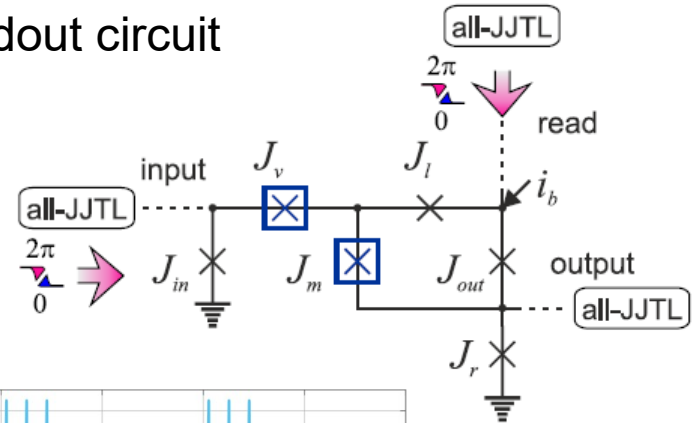 dout circuit
all-JJTL
2π
0
read
input
J_v
J_l
i_b
all-JJTL
2π
0
J_in
J_m
J_out
output
all-JJTL
J_r